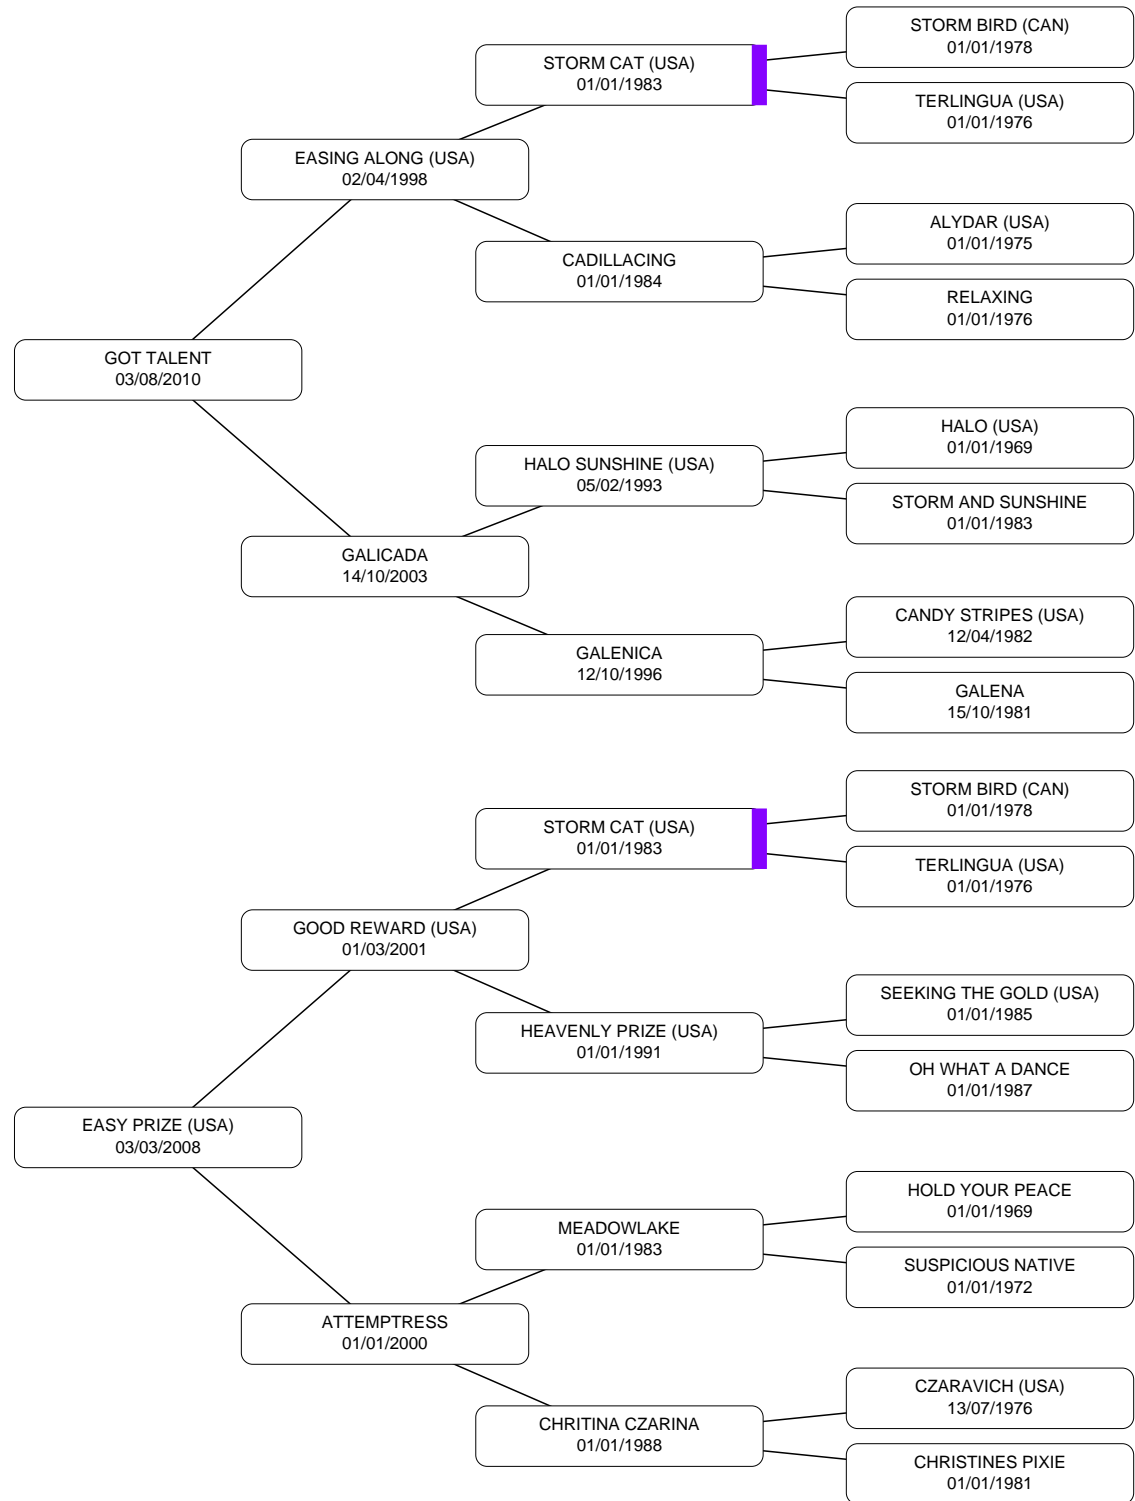 STORM BIRD (CAN)
01/01/1978
STORM CAT (USA)
01/01/1983
TERLINGUA (USA)
01/01/1976
EASING ALONG (USA)
02/04/1998
ALYDAR (USA)
01/01/1975
CADILLACING
01/01/1984
RELAXING
01/01/1976
GOT TALENT
03/08/2010
HALO (USA)
01/01/1969
HALO SUNSHINE (USA)
05/02/1993
STORM AND SUNSHINE
01/01/1983
GALICADA
14/10/2003
CANDY STRIPES (USA)
12/04/1982
GALENICA
12/10/1996
GALENA
15/10/1981
STORM BIRD (CAN)
01/01/1978
STORM CAT (USA)
01/01/1983
TERLINGUA (USA)
01/01/1976
GOOD REWARD (USA)
01/03/2001
SEEKING THE GOLD (USA)
01/01/1985
HEAVENLY PRIZE (USA)
01/01/1991
OH WHAT A DANCE
01/01/1987
EASY PRIZE (USA)
03/03/2008
HOLD YOUR PEACE
01/01/1969
MEADOWLAKE
01/01/1983
SUSPICIOUS NATIVE
01/01/1972
ATTEMPTRESS
01/01/2000
CZARAVICH (USA)
13/07/1976
CHRITINA CZARINA
01/01/1988
CHRISTINES PIXIE
01/01/1981